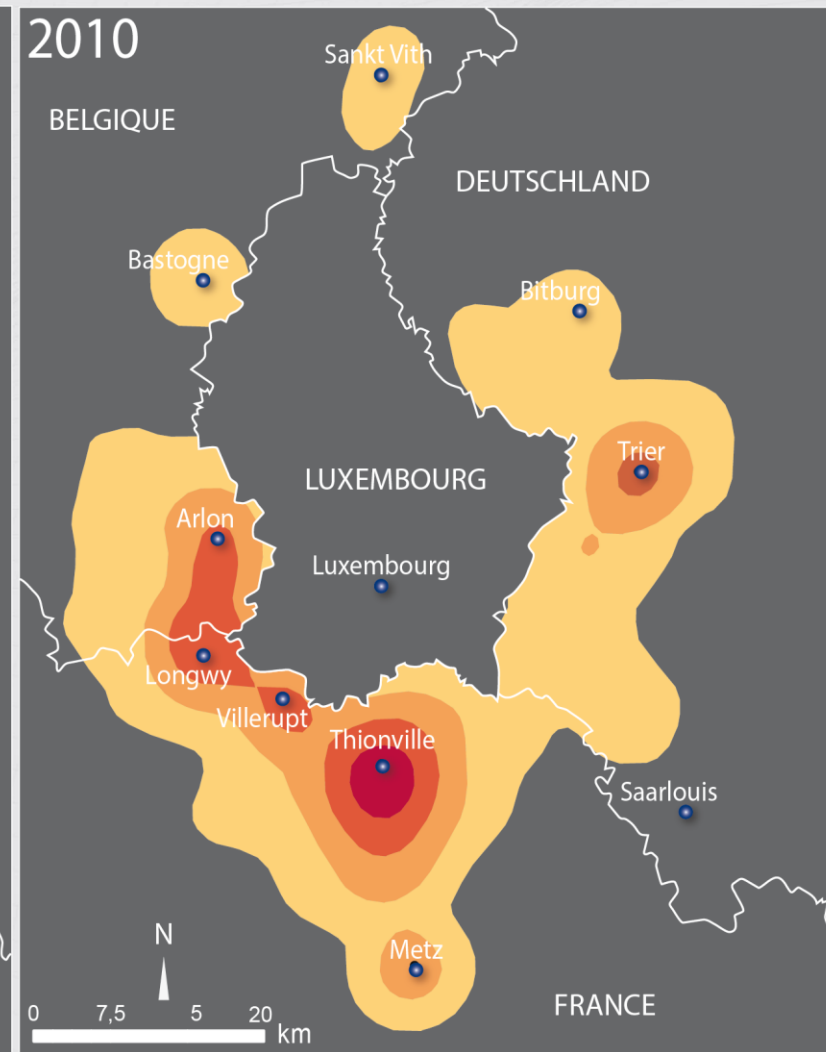 2010
Sankt Vith
BELGIQUE
DEUTSCHLAND
Bastogne
Bitburg
Trier
LUXEMBOURG
Arlon
Luxembourg
Longwy
Villerupt
Thionville
Saarlouis
N
Metz
FRANCE
0 7,5 5 20
km